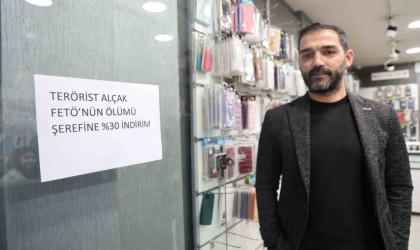 TERÖRİST ALÇAK
FETÖ'NÜN ÖLÜMÜ
ŞEREFİNE %30 İNDİRİM